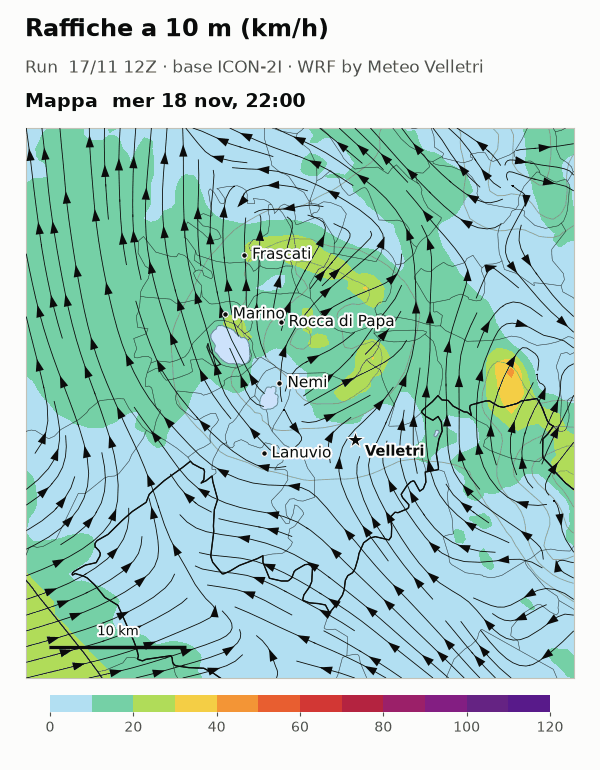 Raffiche a 10 m (km/h)
Run  17/11 12Z · base ICON-2I · WRF by Meteo Velletri
Mappa  mer 18 nov, 22:00
Frascati
Marino
Rocca di Papa
Nemi
Velletri
Lanuvio
10 km
0 20 40 60 80 100 120